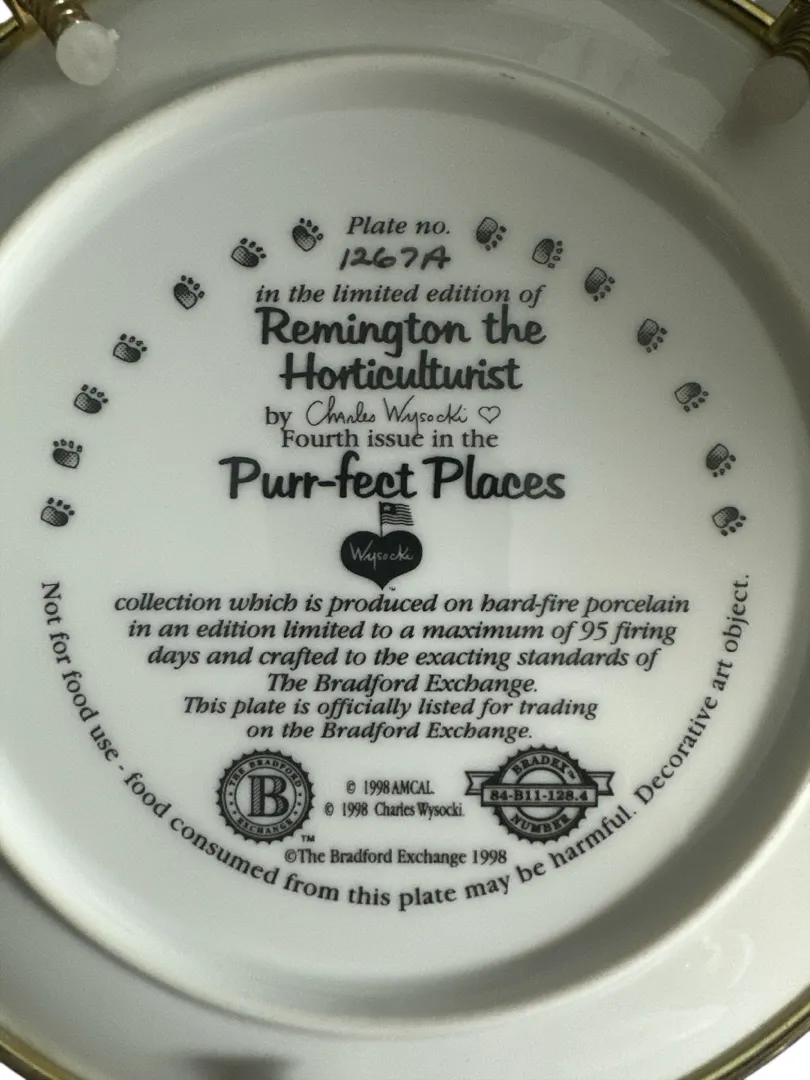 Plate no.
1267A
in the limited edition of
Remington the
Horticulturist
by Charles Wysocki
Fourth issue in the
Purr-fect Places
Wysocki
™
collection which is produced on hard-fire porcelain
in an edition limited to a maximum of 95 firing
days and crafted to the exacting standards of
The Bradford Exchange.
This plate is officially listed for trading
on the Bradford Exchange.
THE BRADFORD
B
EXCHANGE
™
© 1998 AMCAL.
© 1998 Charles Wysocki.
BRADEX™
84-B11-128.4
NUMBER
©The Bradford Exchange 1998
Not for food use - food consumed from this plate may be harmful. Decorative art object.